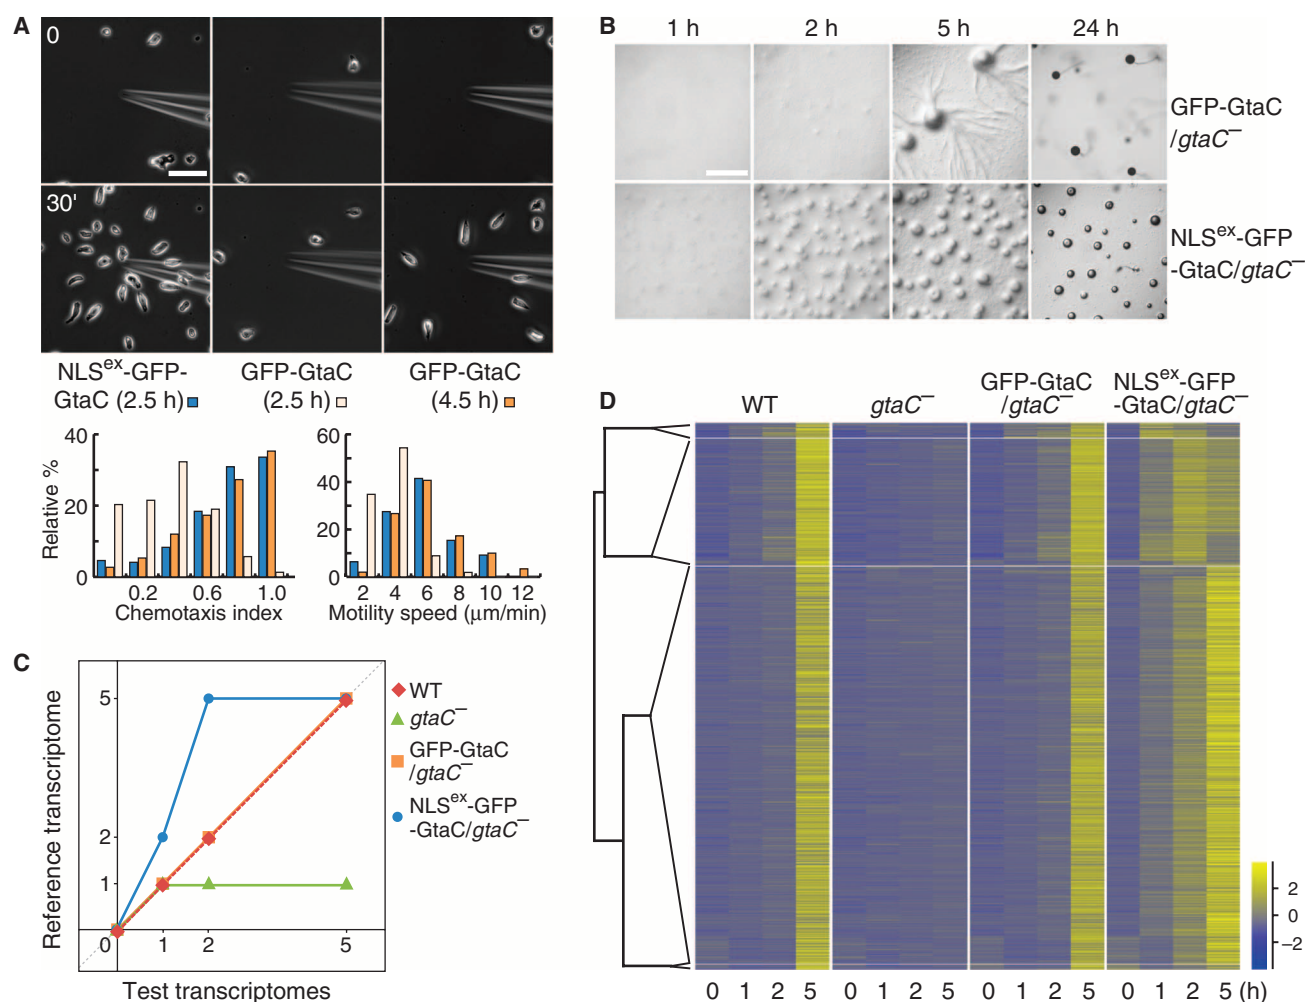 A
0
30'
NLSex-GFP-
GtaC (2.5 h)
GFP-GtaC
(2.5 h)
GFP-GtaC
(4.5 h)
40
20
0
Relative %
0.2 0.6 1.0
Chemotaxis index
60
40
20
0
2 4 6 8 10 12
Motility speed (μm/min)
B
1 h 2 h 5 h 24 h
GFP-GtaC
/gtaC–
NLSex-GFP
-GtaC/gtaC–
C
Reference transcriptome
5
2
1
0 1 2 5
Test transcriptomes
WT
gtaC–
GFP-GtaC
/gtaC–
NLSex-GFP
-GtaC/gtaC–
D
WT
gtaC–
GFP-GtaC
/gtaC–
NLSex-GFP
-GtaC/gtaC–
0 1 2 5 0 1 2 5 0 1 2 5 0 1 2 5 (h)
2
0
–2